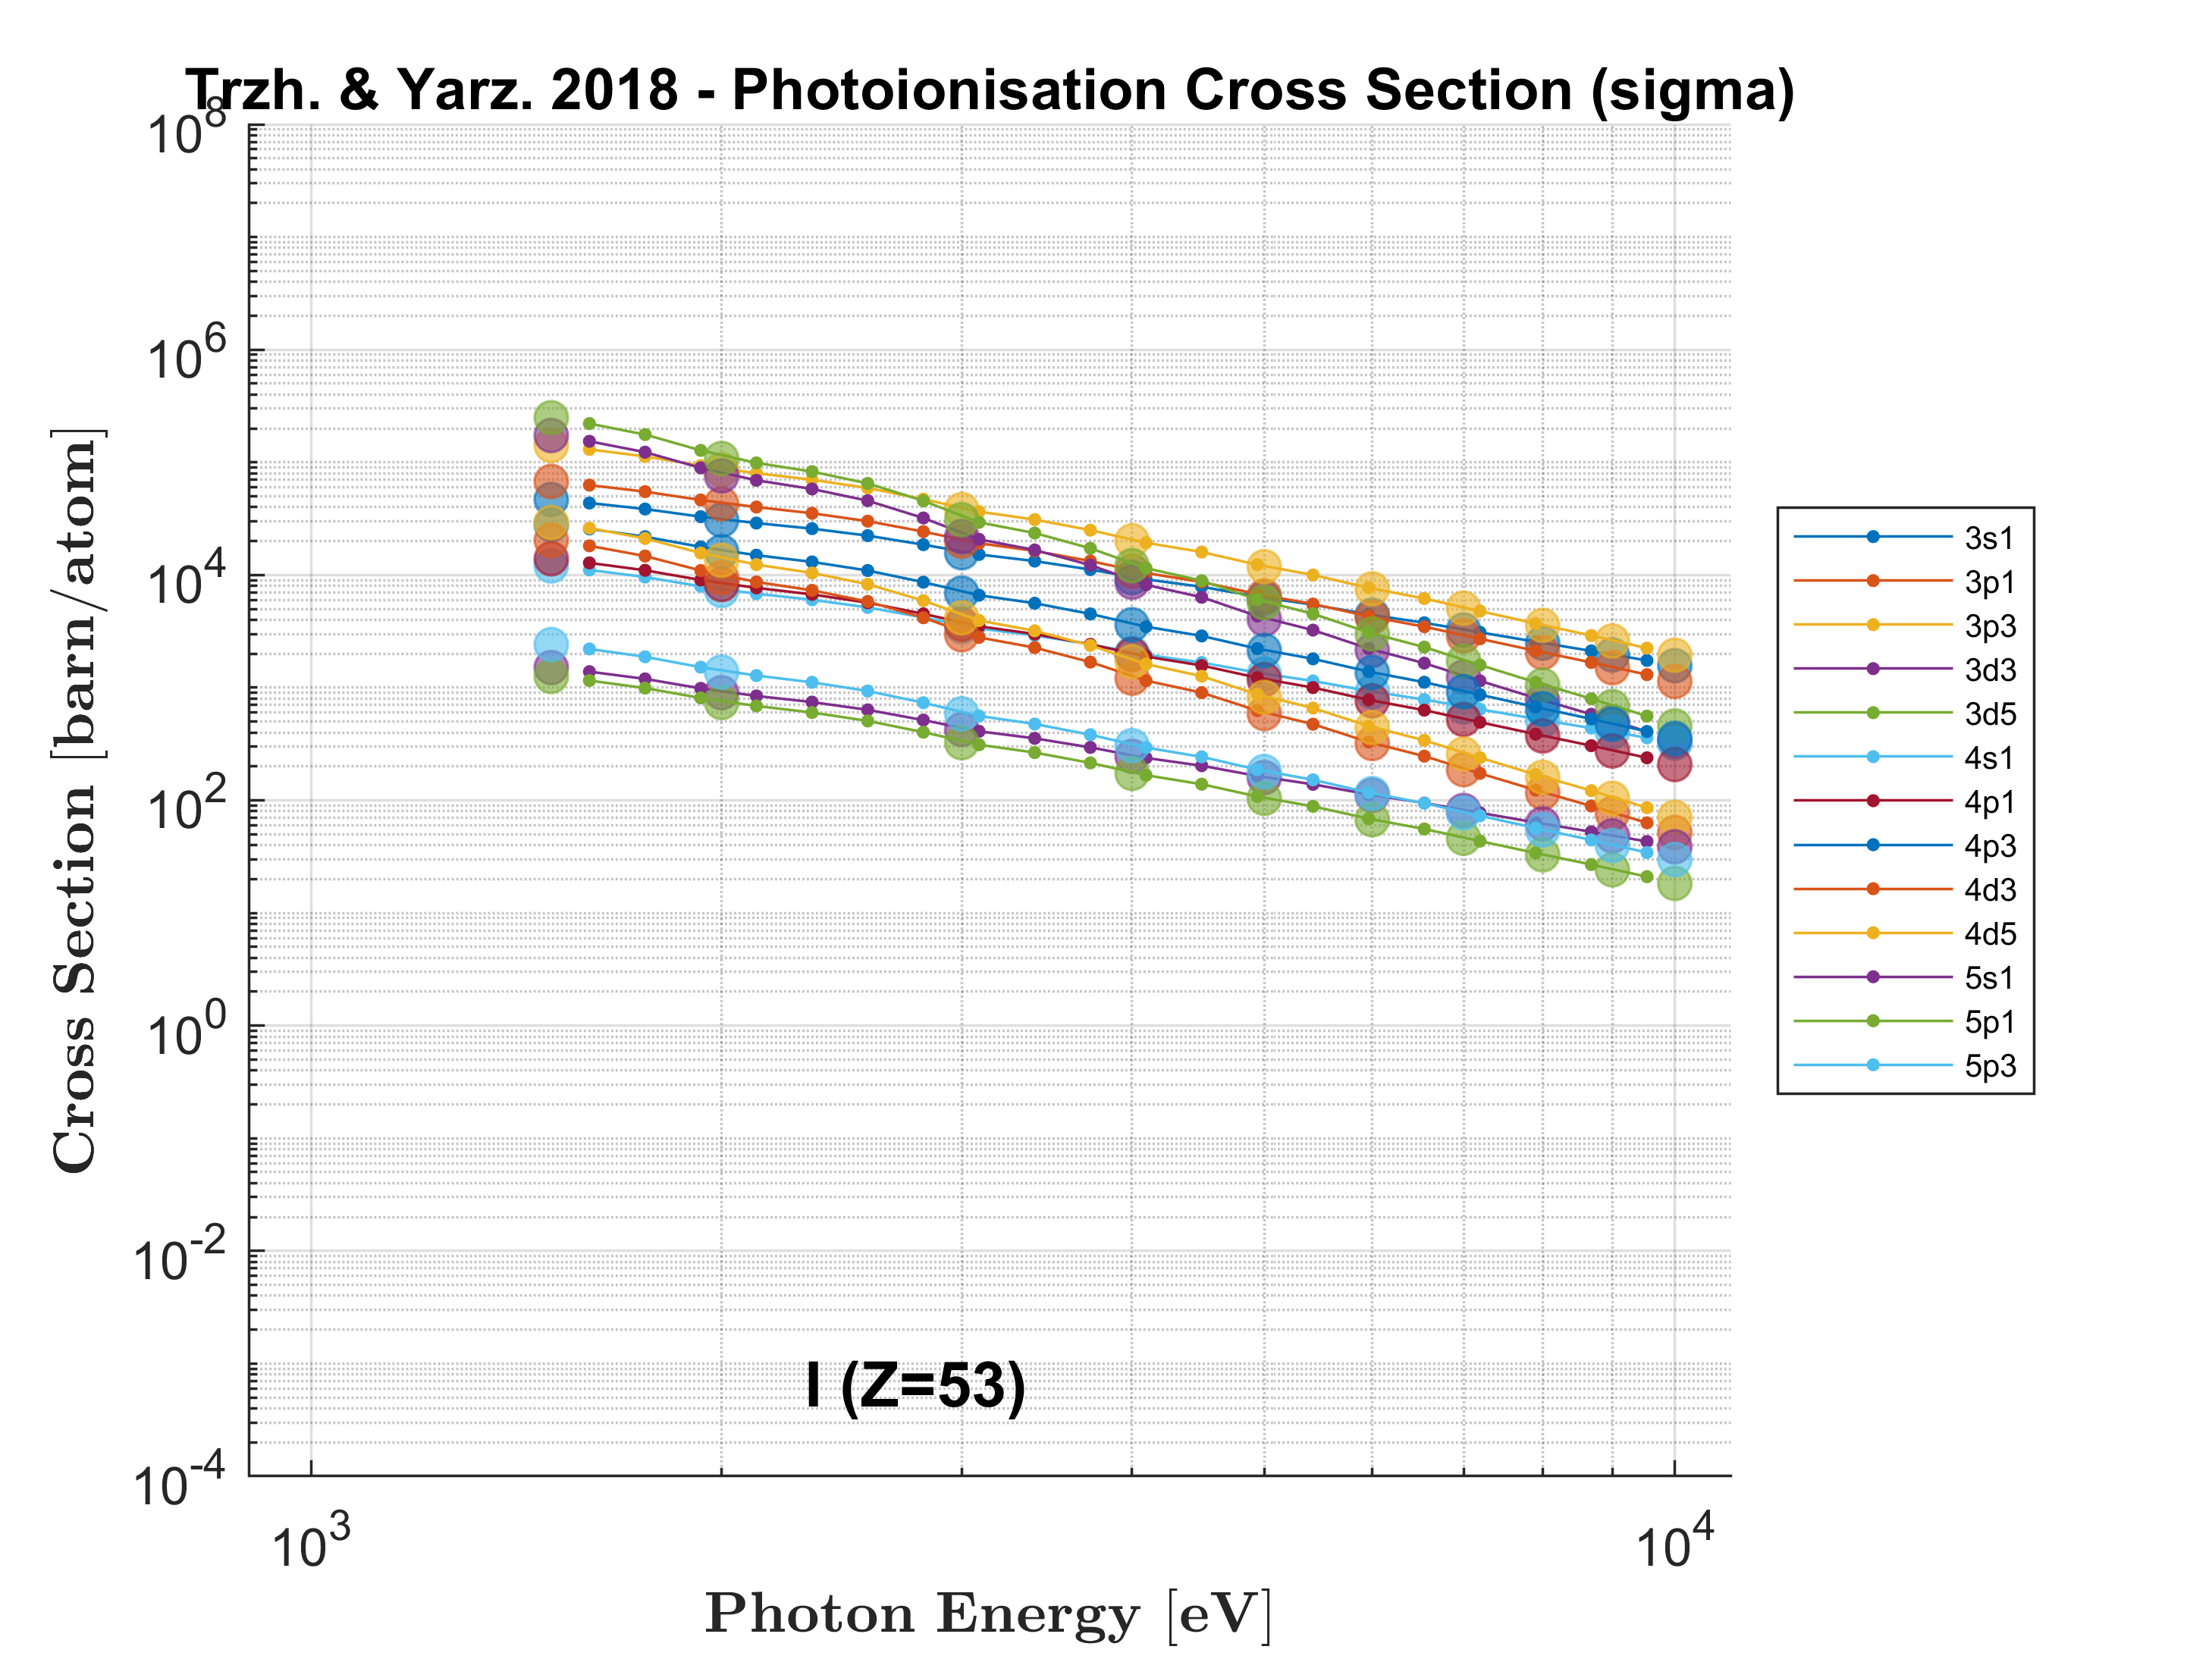 Trzh. & Yarz. 2018 - Photoionisation Cross Section (sigma)
10^8
10^6
10^4
10^2
10^0
10^-2
10^-4
Cross Section [barn/atom]
3s1
3p1
3p3
3d3
3d5
4s1
4p1
4p3
4d3
4d5
5s1
5p1
5p3
I (Z=53)
10^3
10^4
Photon Energy [eV]